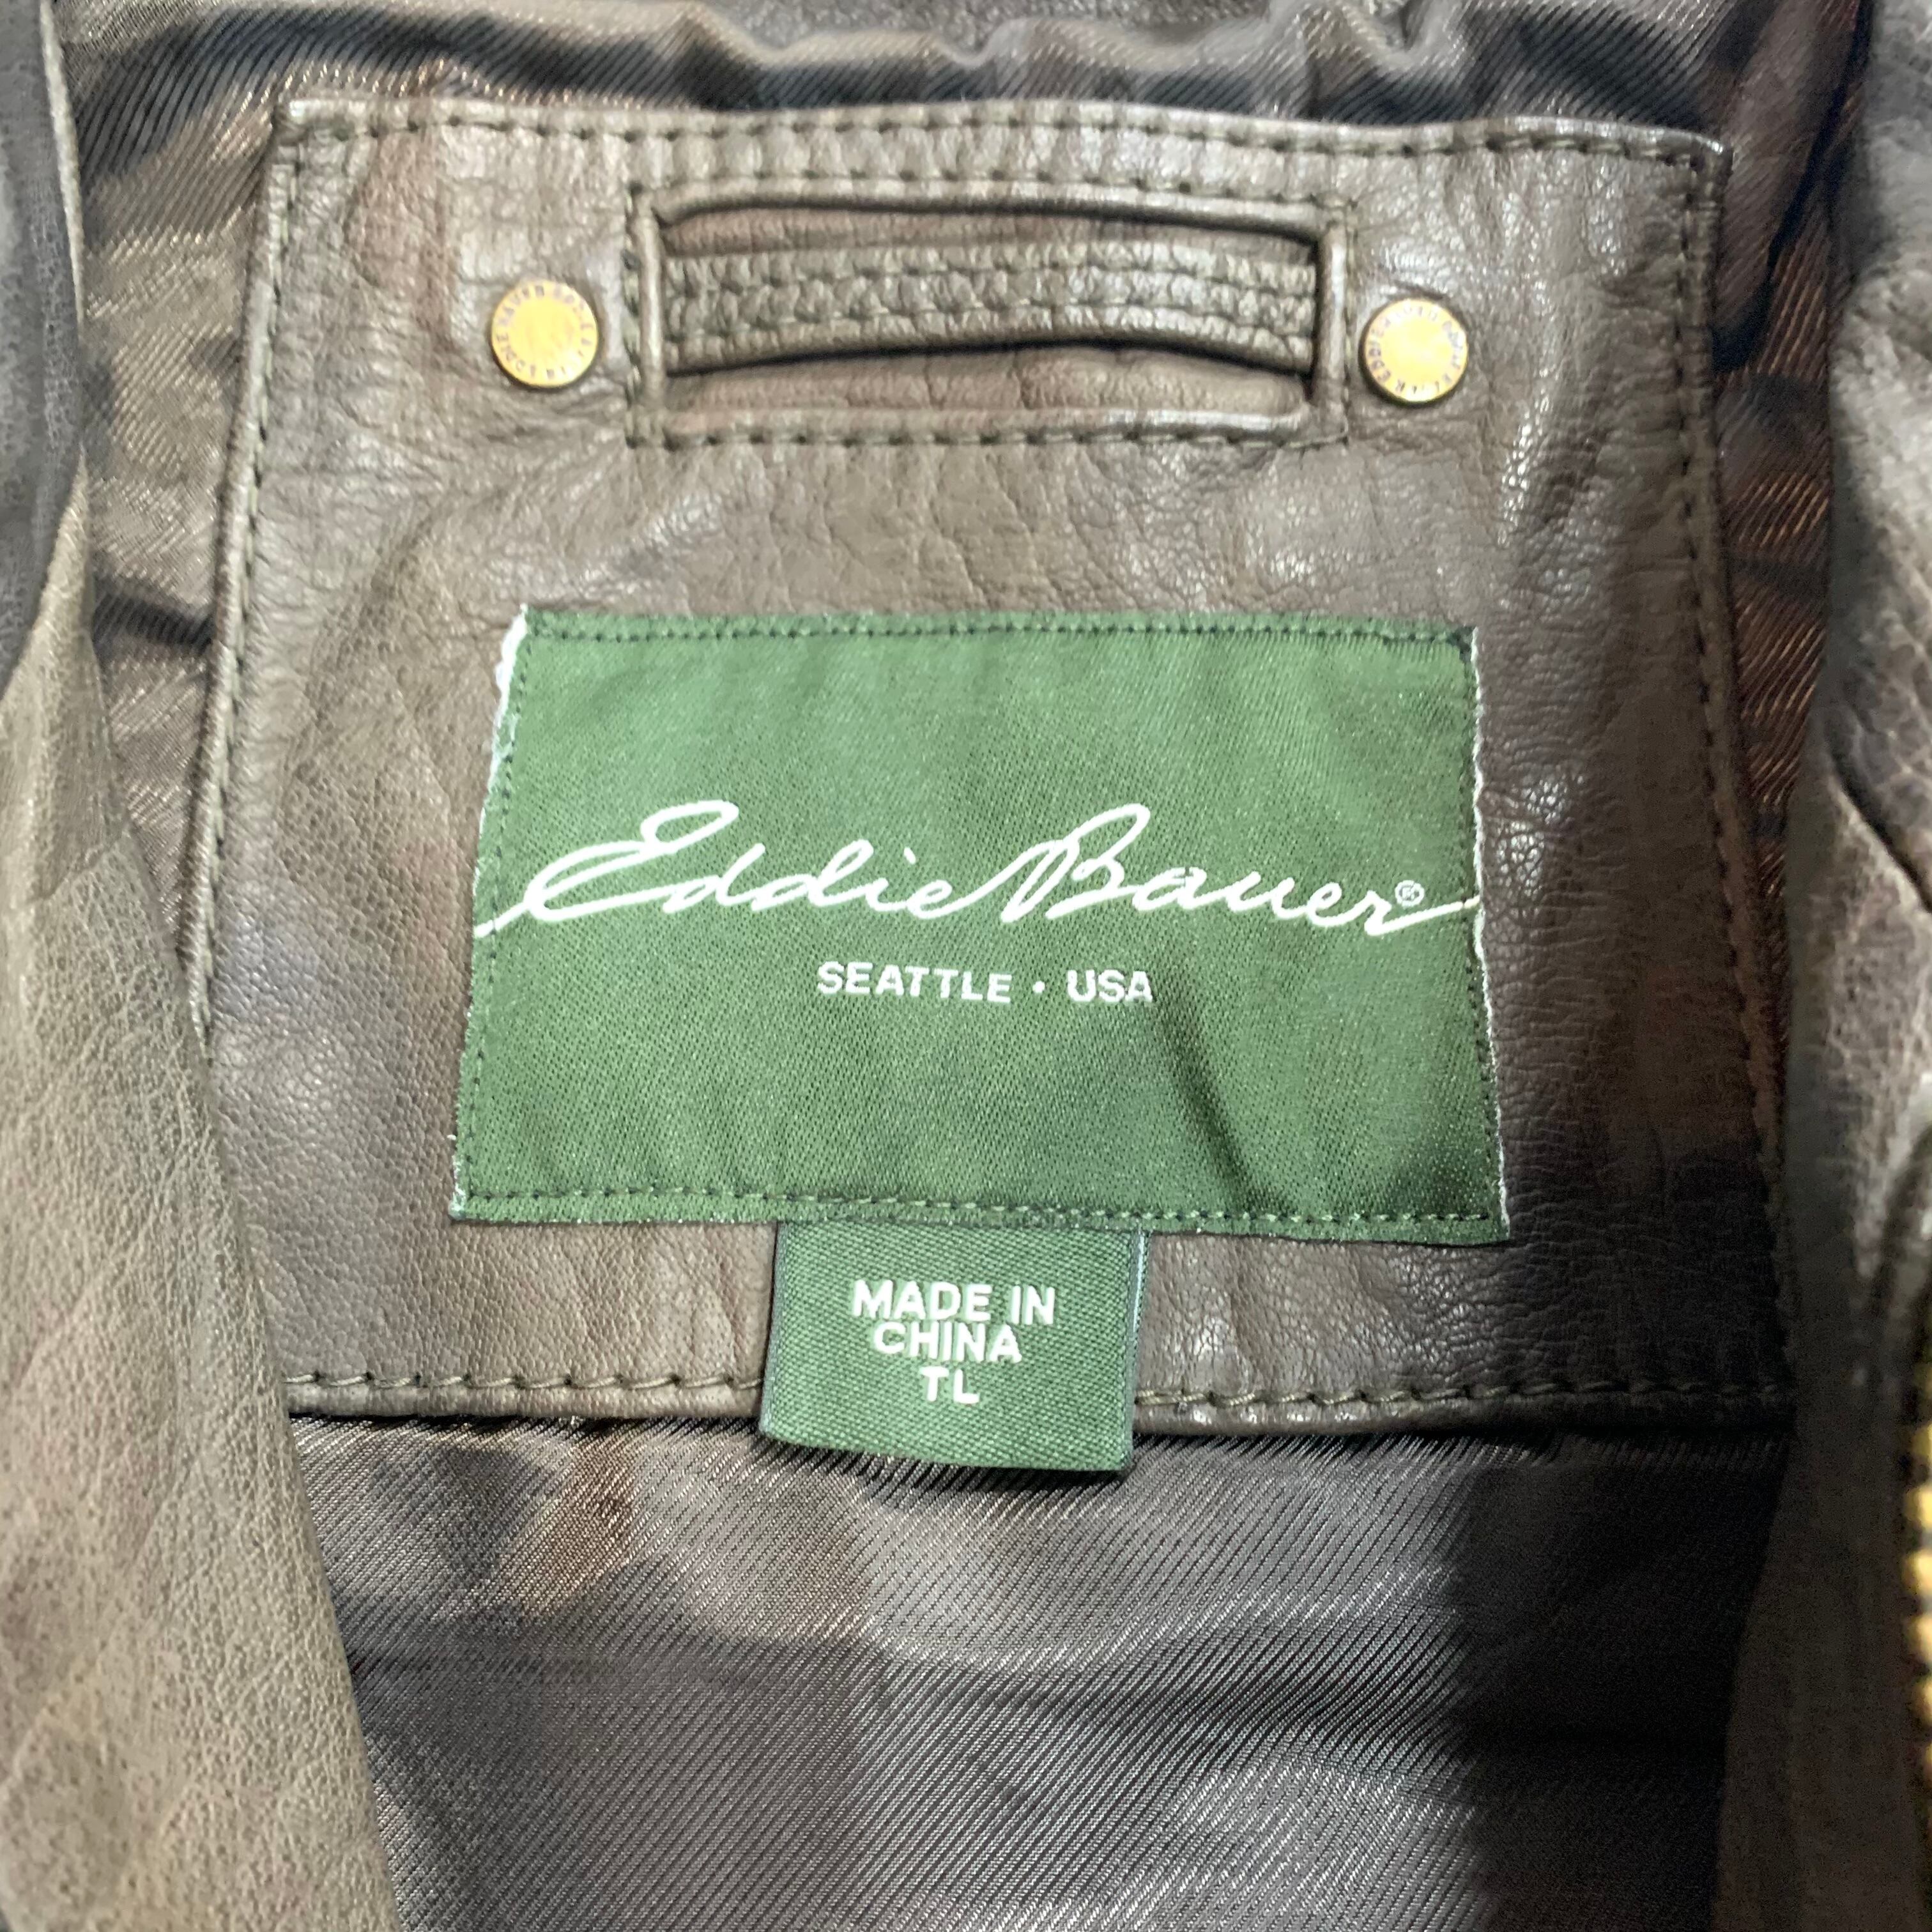 Eddie Bauer®
SEATTLE • USA
MADE IN
CHINA
TL